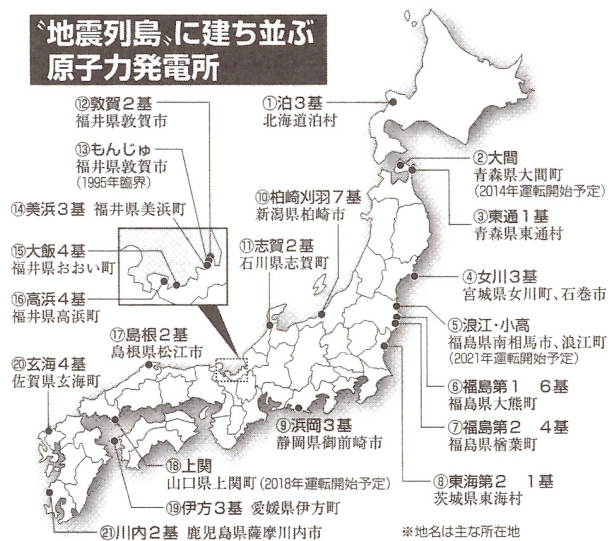 〝地震列島〟に建ち並ぶ
原子力発電所
①泊3基
北海道泊村
②大間
青森県大間町
(2014年運転開始予定)
③東通1基
青森県東通村
④女川3基
宮城県女川町、石巻市
⑤浪江・小高
福島県南相馬市、浪江町
(2021年運転開始予定)
⑥福島第1 6基
福島県大熊町
⑦福島第2 4基
福島県楢葉町
⑧東海第2 1基
茨城県東海村
⑨浜岡3基
静岡県御前崎市
⑩柏崎刈羽7基
新潟県柏崎市
⑪志賀2基
石川県志賀町
⑫敦賀2基
福井県敦賀市
⑬もんじゅ
福井県敦賀市
(1995年臨界)
⑭美浜3基 福井県美浜町
⑮大飯4基
福井県おおい町
⑯高浜4基
福井県高浜町
⑰島根2基
島根県松江市
⑱上関
山口県上関町(2018年運転開始予定)
⑲伊方3基 愛媛県伊方町
⑳玄海4基
佐賀県玄海町
㉑川内2基 鹿児島県薩摩川内市
※地名は主な所在地